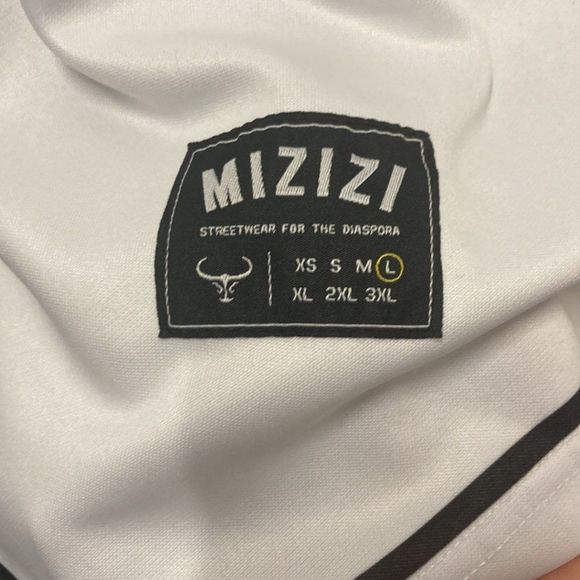 MIZIZI
STREETWEAR FOR THE DIASPORA
XS S M L
XL 2XL 3XL